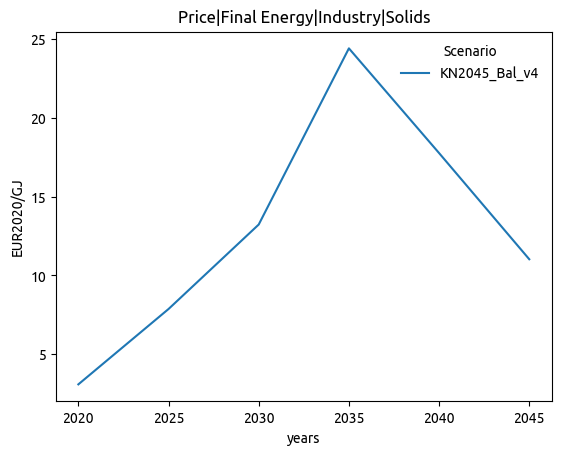 Price|Final Energy|Industry|Solids
Scenario
KN2045_Bal_v4
EUR2020/GJ
25
20
15
10
5
2020 2025 2030 2035 2040 2045
years